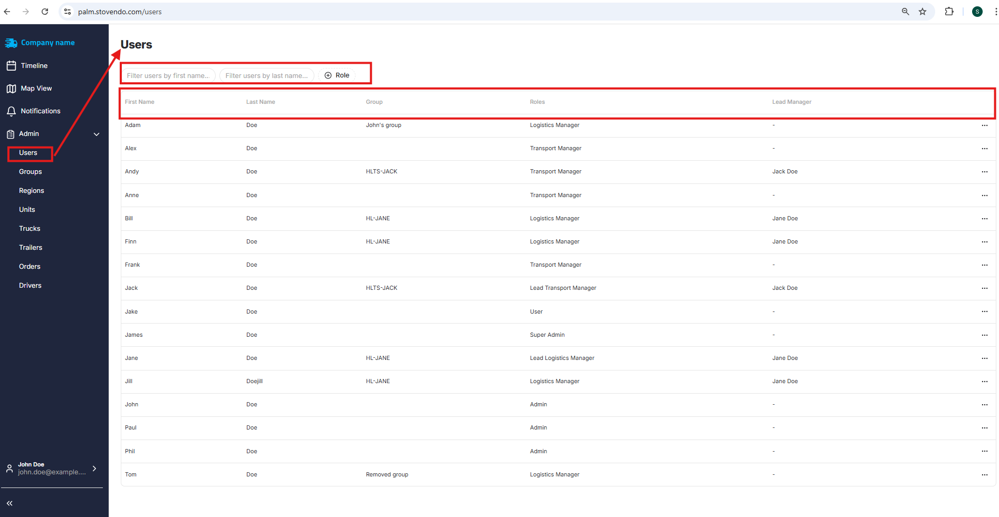 palm.stovendo.com/users
S
Company name
Timeline
Map View
Notifications
Admin
Users
Groups
Regions
Units
Trucks
Trailers
Orders
Drivers
John Doe
john.doe@example....
Users
Filter users by first name... Filter users by last name... Role
First Name Last Name Group Roles Lead Manager
Adam Doe John's group Logistics Manager - ...
Alex Doe Transport Manager - ...
Andy Doe HLTS-JACK Transport Manager Jack Doe ...
Anne Doe Transport Manager - ...
Bill Doe HL-JANE Logistics Manager Jane Doe ...
Finn Doe HL-JANE Logistics Manager Jane Doe ...
Frank Doe Transport Manager - ...
Jack Doe HLTS-JACK Lead Transport Manager Jack Doe ...
Jake Doe User - ...
James Doe Super Admin - ...
Jane Doe HL-JANE Lead Logistics Manager Jane Doe ...
Jill Doejill HL-JANE Logistics Manager Jane Doe ...
John Doe Admin - ...
Paul Doe Admin - ...
Phil Doe Admin - ...
Tom Doe Removed group Logistics Manager - ...